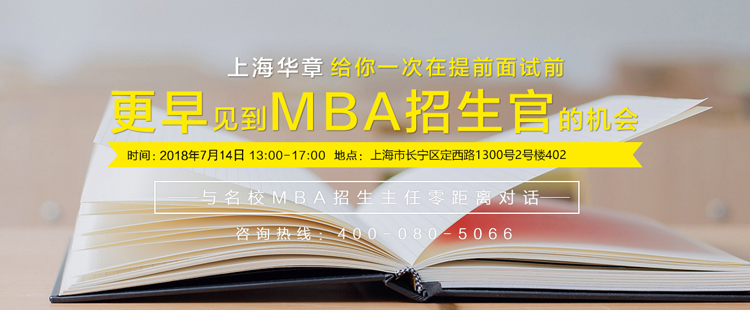 上海华章 给你一次在提前面试前
更早见到MBA招生官的机会
时间：2018年7月14日 13:00-17:00 地点：上海市长宁区定西路1300号2号楼402
与名校MBA招生主任零距离对话
咨询热线：400-080-5066